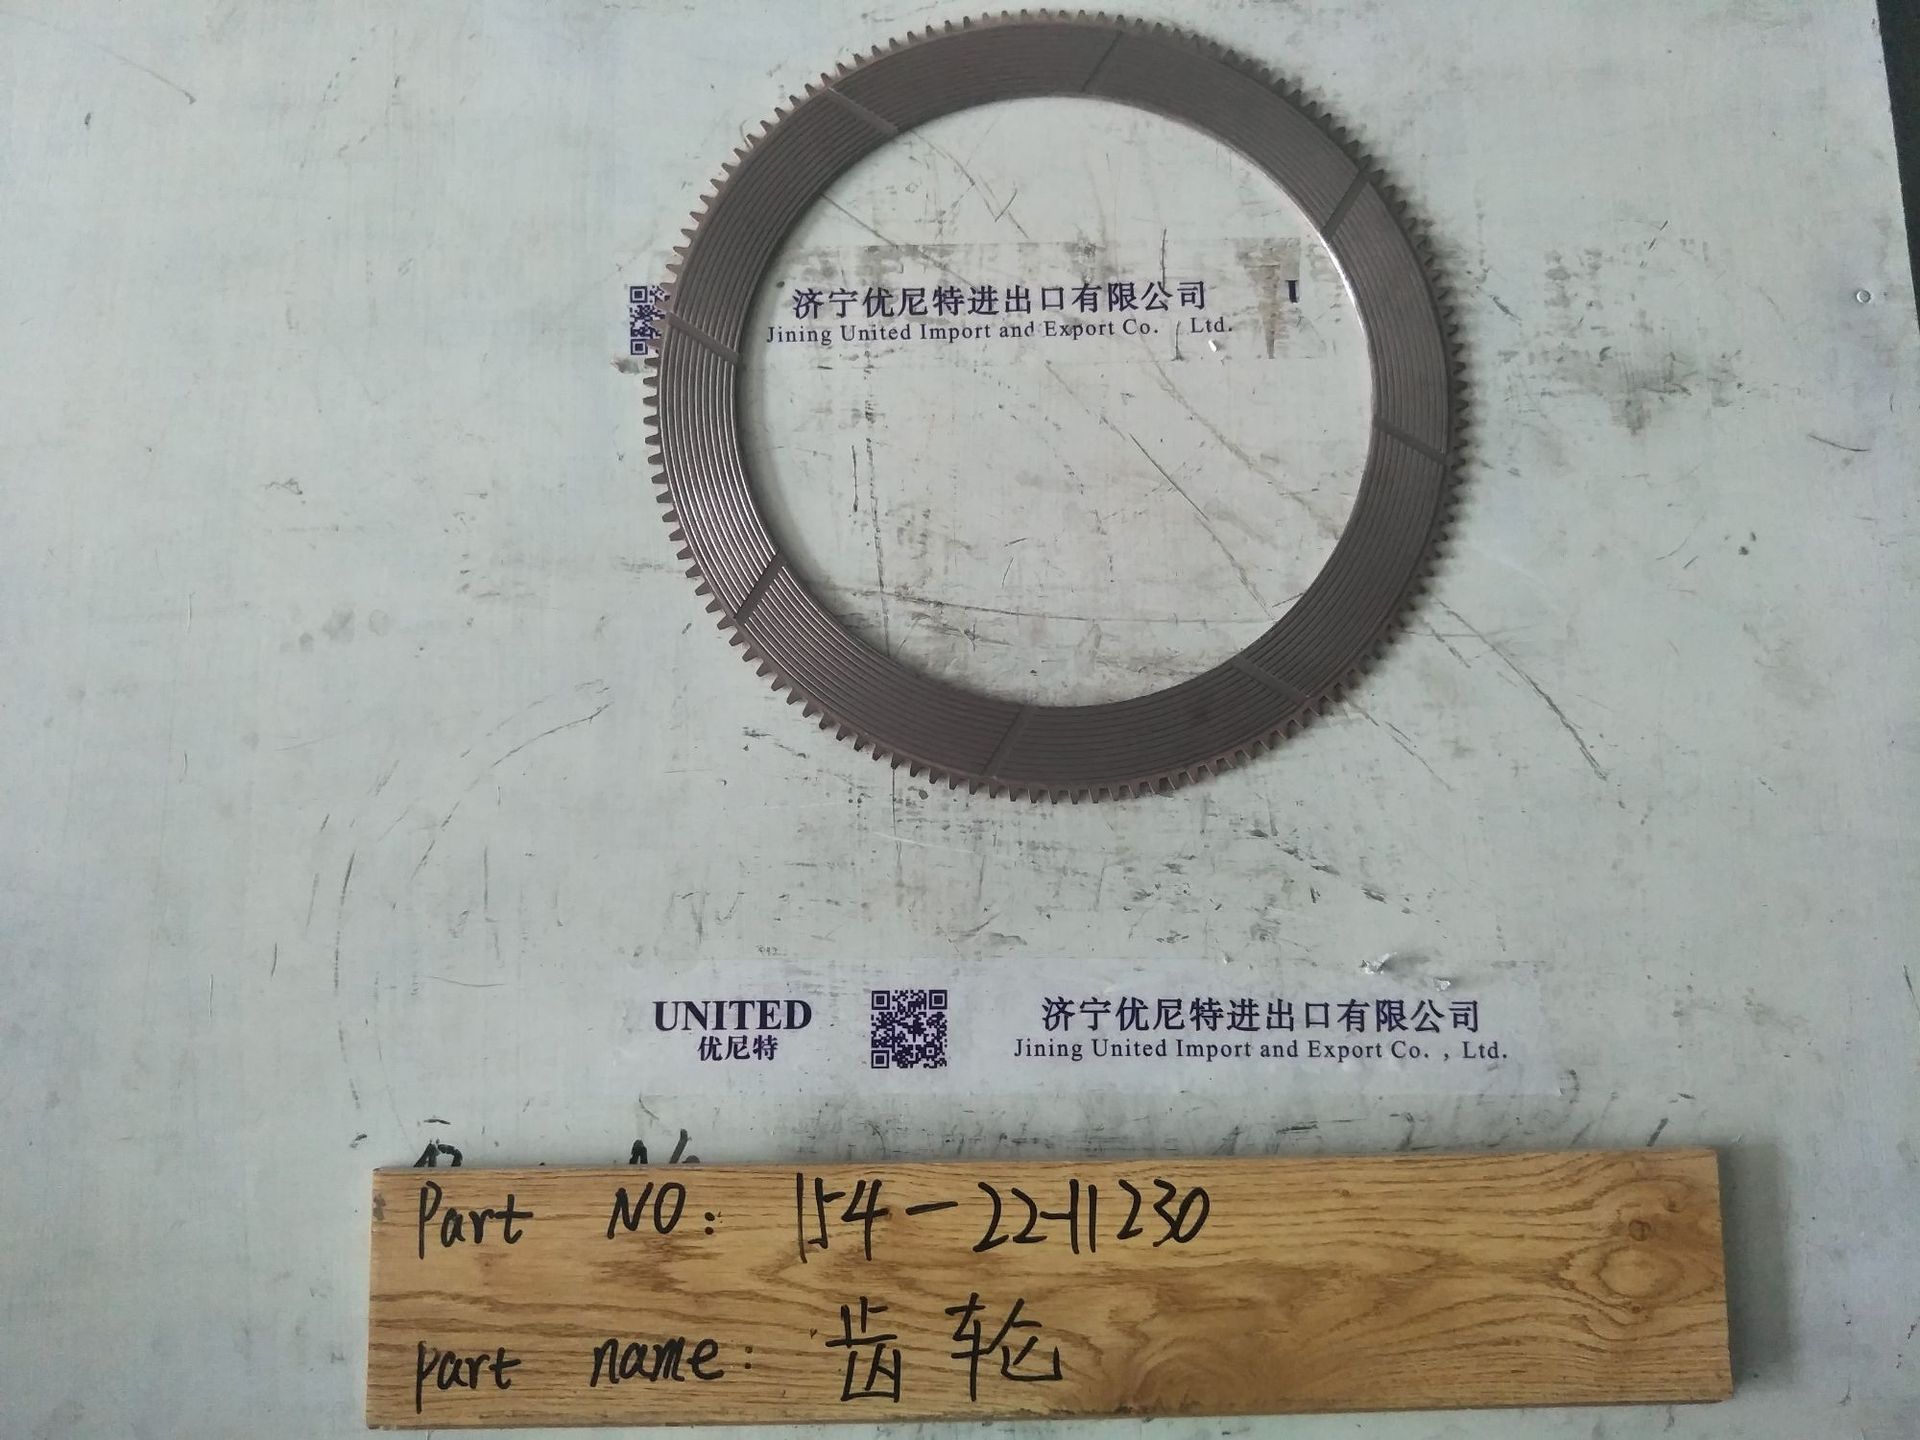 济宁优尼特进出口有限公司
Jining United Import and Export Co. , Ltd.
UNITED
优尼特
济宁优尼特进出口有限公司
Jining United Import and Export Co. , Ltd.
Part NO: 154-22-11230
part name: 齿轮